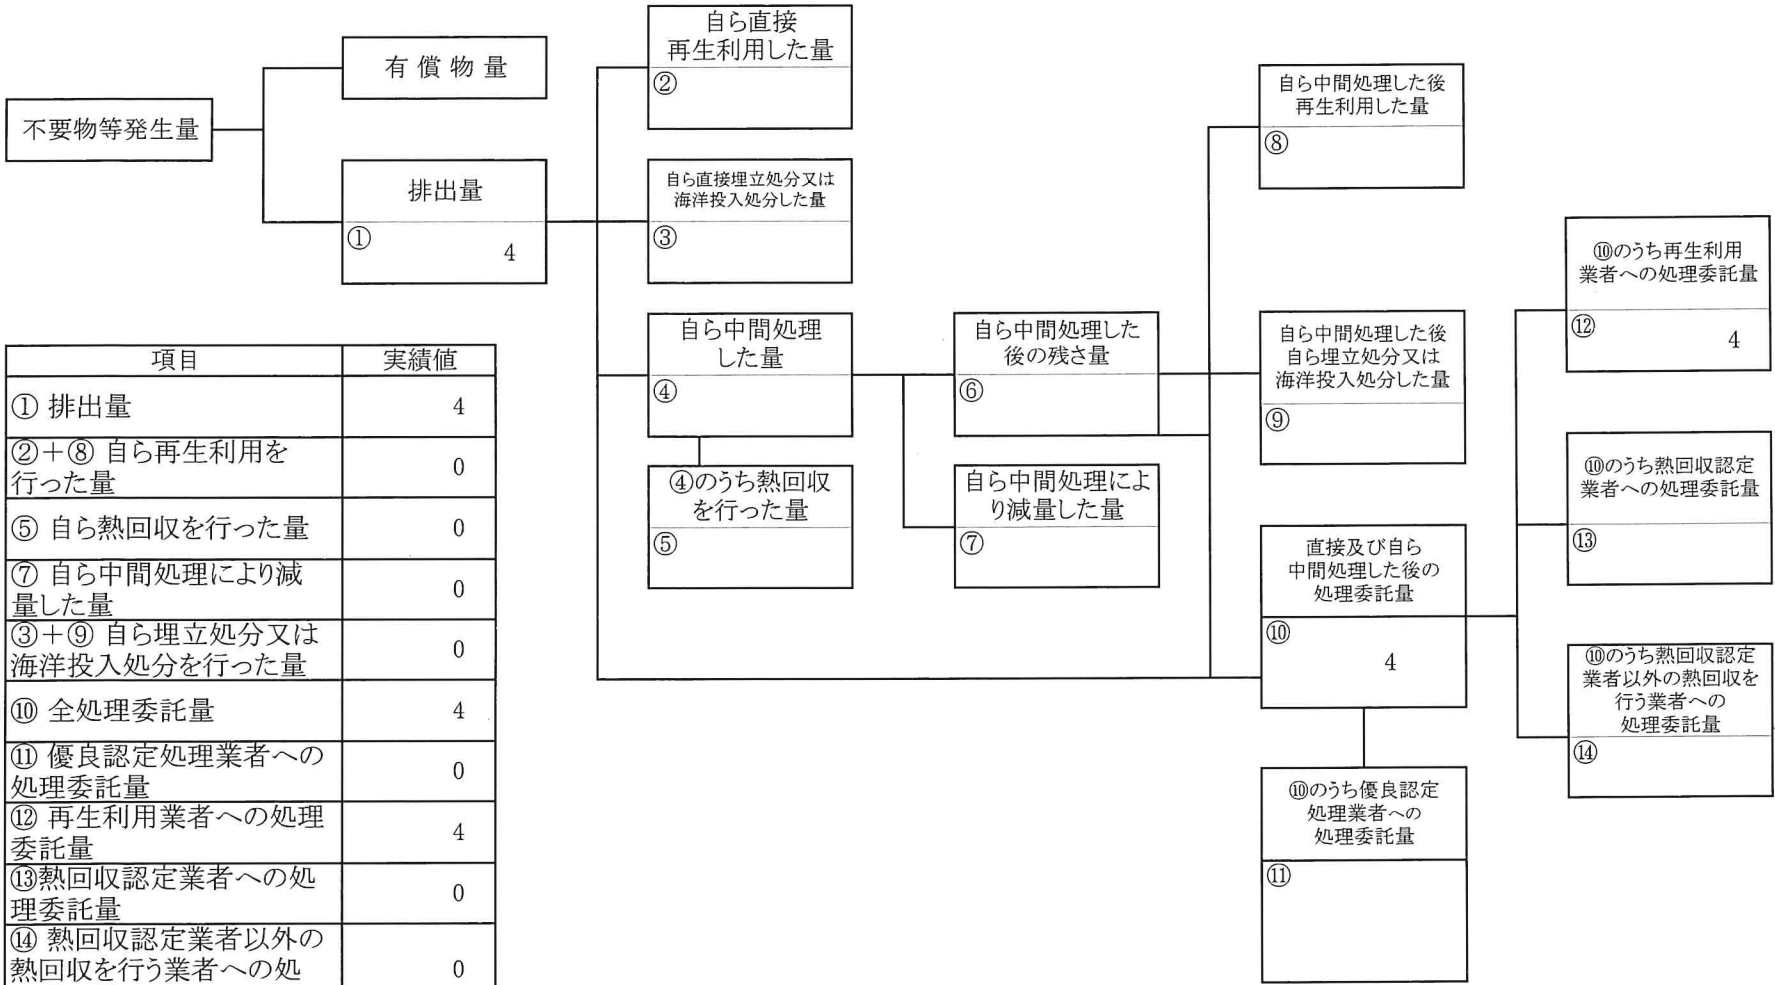 不要物等発生量
有償物量
排出量
①
4
自ら直接
再生利用した量
②
自ら直接埋立処分又は
海洋投入処分した量
③
自ら中間処理
した量
④
④のうち熱回収
を行った量
⑤
自ら中間処理した
後の残さ量
⑥
自ら中間処理によ
り減量した量
⑦
自ら中間処理した後
再生利用した量
⑧
自ら中間処理した後
自ら埋立処分又は
海洋投入処分した量
⑨
直接及び自ら
中間処理した後の
処理委託量
⑩
4
⑩のうち優良認定
処理業者への
処理委託量
⑪
⑩のうち再生利用
業者への処理委託量
⑫
4
⑩のうち熱回収認定
業者への処理委託量
⑬
⑩のうち熱回収認定
業者以外の熱回収を
行う業者への
処理委託量
⑭
項目 実績値
① 排出量 4
②+⑧ 自ら再生利用を
行った量 0
⑤ 自ら熱回収を行った量 0
⑦ 自ら中間処理により減
量した量 0
③+⑨ 自ら埋立処分又は
海洋投入処分を行った量 0
⑩ 全処理委託量 4
⑪ 優良認定処理業者への
処理委託量 0
⑫ 再生利用業者への処理
委託量 4
⑬熱回収認定業者への処
理委託量 0
⑭ 熱回収認定業者以外の
熱回収を行う業者への処 0